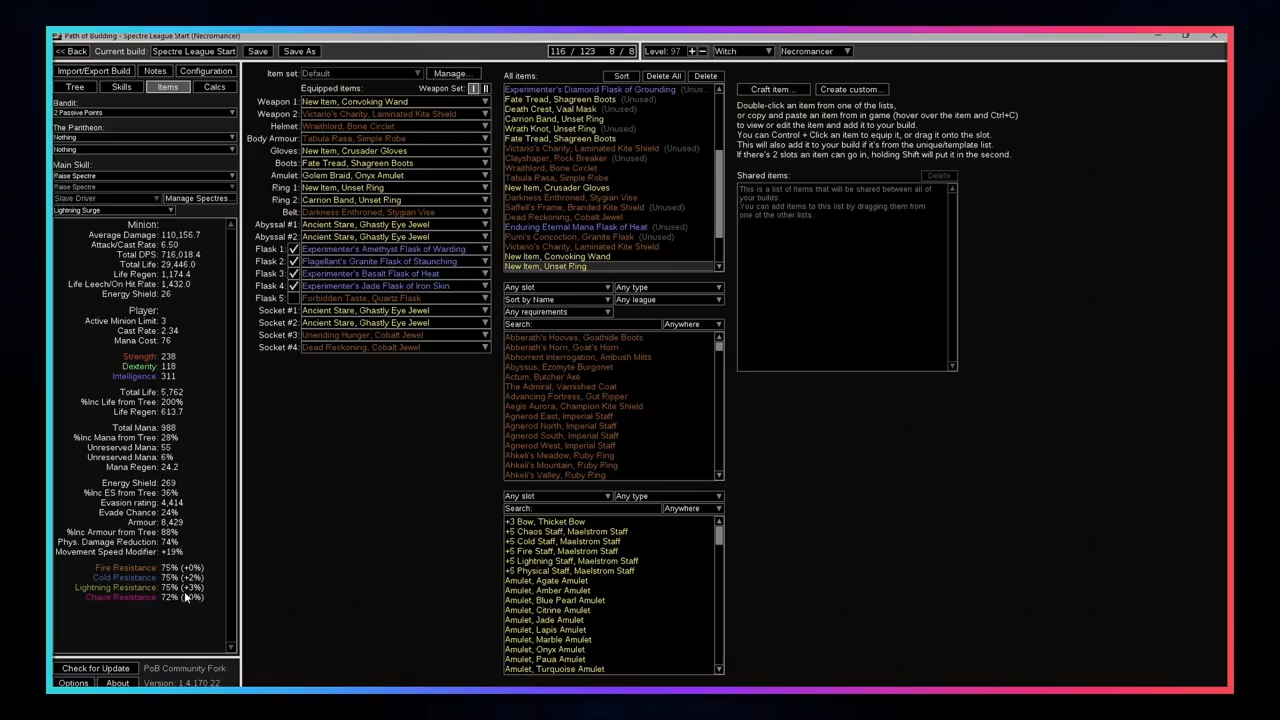 Path of Building - Spectre League Start (Necromancer)
<< Back Current build: Spectre League Start Save Save As 116 / 123 8 / 8 Level: 97 + − Witch Necromancer
Import/Export Build Notes Configuration
Tree Skills Items Calcs
Bandit:
2 Passive Points
The Pantheon:
Nothing
Nothing
Main Skill:
Raise Spectre
Raise Spectre
Slave Driver Manage Spectres...
Lightning Surge
Minion:
Average Damage: 110,156.7
Attack/Cast Rate: 6.50
Total DPS: 716,018.4
Total Life: 29,446.0
Life Regen: 1,174.4
Life Leech/On Hit Rate: 1,432.0
Energy Shield: 26
Player:
Active Minion Limit: 3
Cast Rate: 2.34
Mana Cost: 76
Strength: 238
Dexterity: 118
Intelligence: 311
Total Life: 5,762
%Inc Life from Tree: 200%
Life Regen: 613.7
Total Mana: 988
%Inc Mana from Tree: 28%
Unreserved Mana: 55
Unreserved Mana: 6%
Mana Regen: 24.2
Energy Shield: 269
%Inc ES from Tree: 36%
Evasion rating: 4,414
Evade Chance: 24%
Armour: 8,429
%Inc Armour from Tree: 88%
Phys. Damage Reduction: 74%
Movement Speed Modifier: +19%
Fire Resistance: 75% (+0%)
Cold Resistance: 75% (+2%)
Lightning Resistance: 75% (+3%)
Chaos Resistance: 72%
Check for Update PoB Community Fork
Options About Version: 1.4.170.22
Item set: Default Manage...
Equipped items: Weapon Set: I II
Weapon 1: New Item, Convoking Wand
Weapon 2: Victario's Charity, Laminated Kite Shield
Helmet: Wraithlord, Bone Circlet
Body Armour: Tabula Rasa, Simple Robe
Gloves: New Item, Crusader Gloves
Boots: Fate Tread, Shagreen Boots
Amulet: Golem Braid, Onyx Amulet
Ring 1: New Item, Unset Ring
Ring 2: Carrion Band, Unset Ring
Belt: Darkness Enthroned, Stygian Vise
Abyssal #1: Ancient Stare, Ghastly Eye Jewel
Abyssal #2: Ancient Stare, Ghastly Eye Jewel
Flask 1: Experimenter's Amethyst Flask of Warding
Flask 2: Flagellant's Granite Flask of Staunching
Flask 3: Experimenter's Basalt Flask of Heat
Flask 4: Experimenter's Jade Flask of Iron Skin
Flask 5: Forbidden Taste, Quartz Flask
Socket #1: Ancient Stare, Ghastly Eye Jewel
Socket #2: Ancient Stare, Ghastly Eye Jewel
Socket #3: Unending Hunger, Cobalt Jewel
Socket #4: Dead Reckoning, Cobalt Jewel
All items: Sort Delete All Delete
Experimenter's Diamond Flask of Grounding (Unus...
Fate Tread, Shagreen Boots (Unused)
Death Crest, Vaal Mask (Unused)
Carrion Band, Unset Ring
Wrath Knot, Unset Ring (Unused)
Fate Tread, Shagreen Boots
Victario's Charity, Laminated Kite Shield (Unused)
Clayshaper, Rock Breaker (Unused)
Wraithlord, Bone Circlet
Tabula Rasa, Simple Robe
New Item, Crusader Gloves
Darkness Enthroned, Stygian Vise
Saffell's Frame, Branded Kite Shield (Unused)
Dead Reckoning, Cobalt Jewel
Enduring Eternal Mana Flask of Heat (Unused)
Rumi's Concoction, Granite Flask (Unused)
Victario's Charity, Laminated Kite Shield
New Item, Convoking Wand
New Item, Unset Ring
Any slot Any type
Sort by Name Any league
Any requirements
Search: Anywhere
Abberath's Hooves, Goathide Boots
Abberath's Horn, Goat's Horn
Abhorrent Interrogation, Ambush Mitts
Abyssus, Ezomyte Burgonet
Actum, Butcher Axe
The Admiral, Varnished Coat
Advancing Fortress, Gut Ripper
Aegis Aurora, Champion Kite Shield
Agnerod East, Imperial Staff
Agnerod North, Imperial Staff
Agnerod South, Imperial Staff
Agnerod West, Imperial Staff
Ahkeli's Meadow, Ruby Ring
Ahkeli's Mountain, Ruby Ring
Ahkeli's Valley, Ruby Ring
Any slot Any type
Search: Anywhere
+3 Bow, Thicket Bow
+5 Chaos Staff, Maelstrom Staff
+5 Cold Staff, Maelstrom Staff
+5 Fire Staff, Maelstrom Staff
+5 Lightning Staff, Maelstrom Staff
+5 Physical Staff, Maelstrom Staff
Amulet, Agate Amulet
Amulet, Amber Amulet
Amulet, Blue Pearl Amulet
Amulet, Citrine Amulet
Amulet, Jade Amulet
Amulet, Lapis Amulet
Amulet, Marble Amulet
Amulet, Onyx Amulet
Amulet, Paua Amulet
Amulet, Turquoise Amulet
Craft item... Create custom...
Double-click an item from one of the lists,
or copy and paste an item from in game (hover over the item and Ctrl+C)
to view or edit the item and add it to your build.
You can Control + Click an item to equip it, or drag it onto the slot.
This will also add it to your build if it's from the unique/template list.
If there's 2 slots an item can go in, holding Shift will put it in the second.
Shared items: Delete
This is a list of items that will be shared between all of
your builds.
You can add items to this list by dragging them from
one of the other lists.